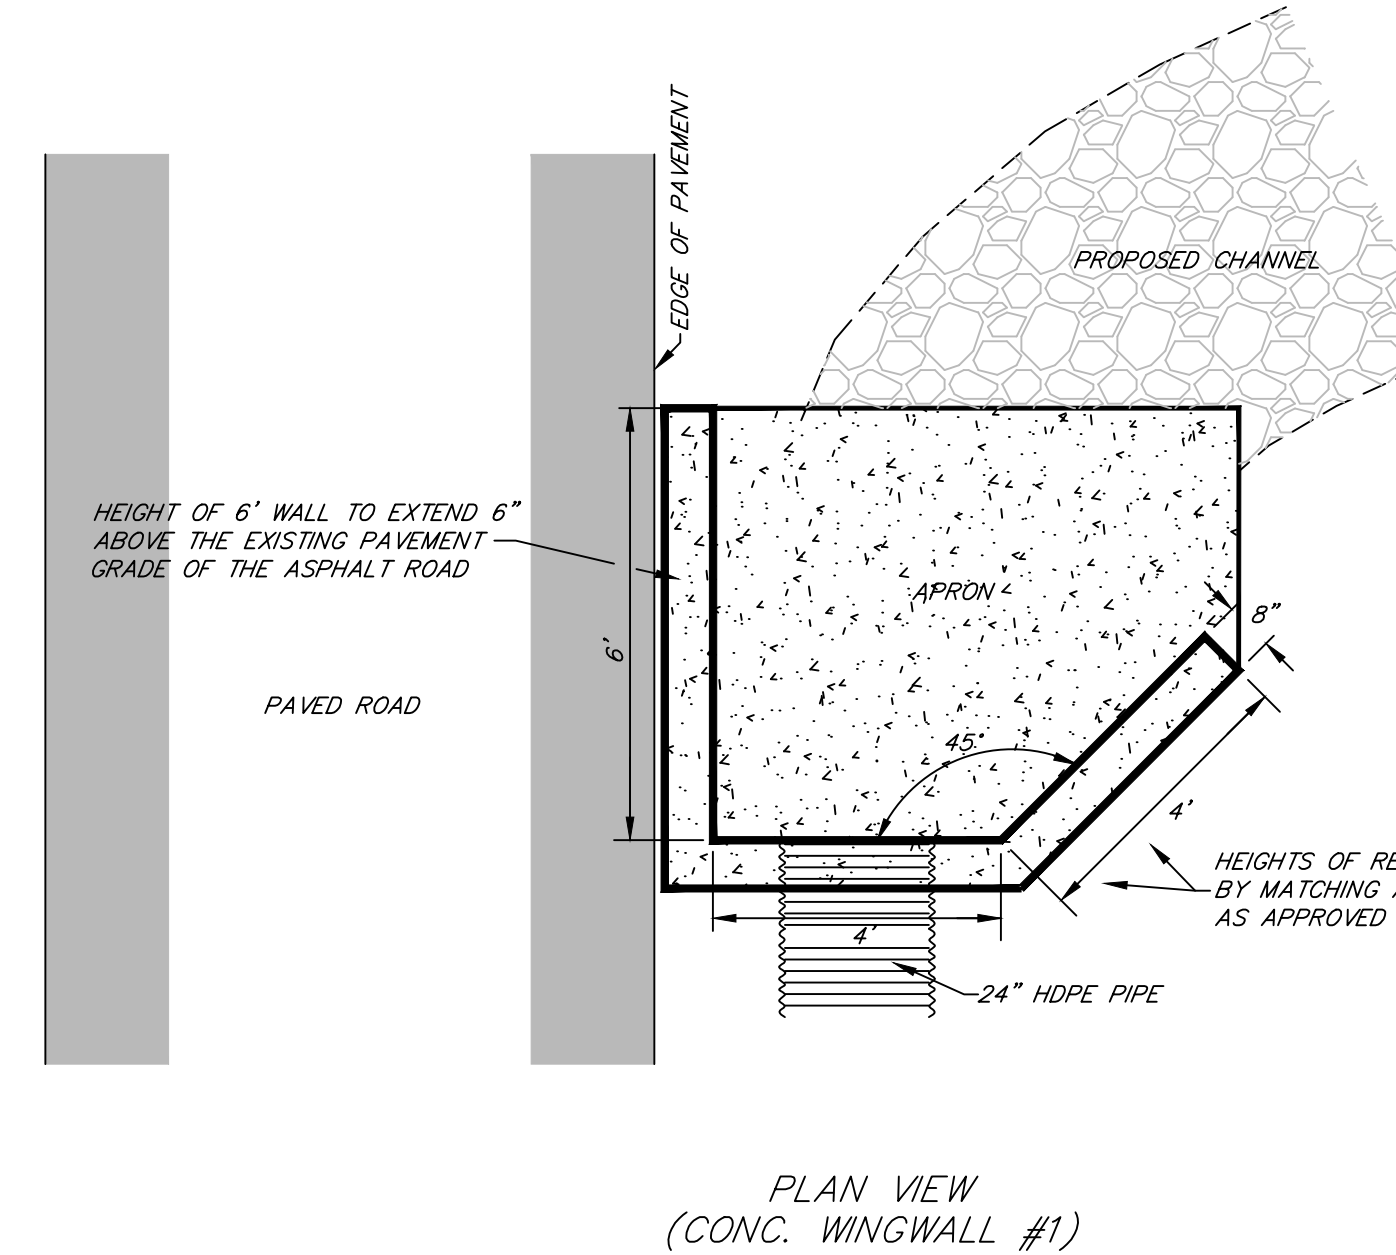 EDGE OF PAVEMENT
PROPOSED CHANNEL
HEIGHT OF 6' WALL TO EXTEND 6"
ABOVE THE EXISTING PAVEMENT
GRADE OF THE ASPHALT ROAD
APRON
8"
6'
PAVED ROAD
45°
4'
HEIGHTS OF
BY MATCHING
AS APPROVED
4'
24" HDPE PIPE
PLAN VIEW
(CONC. WINGWALL #1)